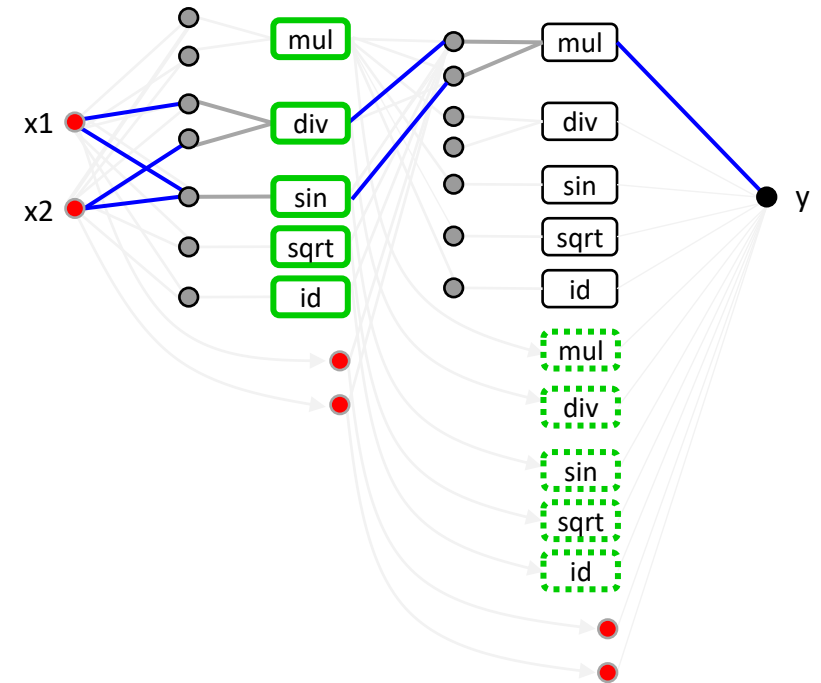 x1
x2
mul
div
sin
sqrt
id
mul
div
sin
sqrt
id
mul
div
sin
sqrt
id
y